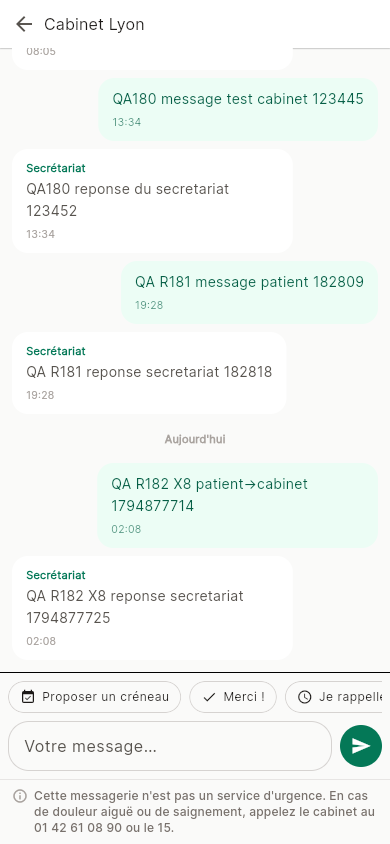 Cabinet Lyon
08:05
QA180 message test cabinet 123445
13:34
Secrétariat
QA180 reponse du secretariat
123452
13:34
QA R181 message patient 182809
19:28
Secrétariat
QA R181 reponse secretariat 182818
19:28
Aujourd'hui
QA R182 X8 patient→cabinet
1794877714
02:08
Secrétariat
QA R182 X8 reponse secretariat
1794877725
02:08
Proposer un créneau
Merci !
Je rappelle
Votre message...
Cette messagerie n'est pas un service d'urgence. En cas
de douleur aiguë ou de saignement, appelez le cabinet au
01 42 61 08 90 ou le 15.